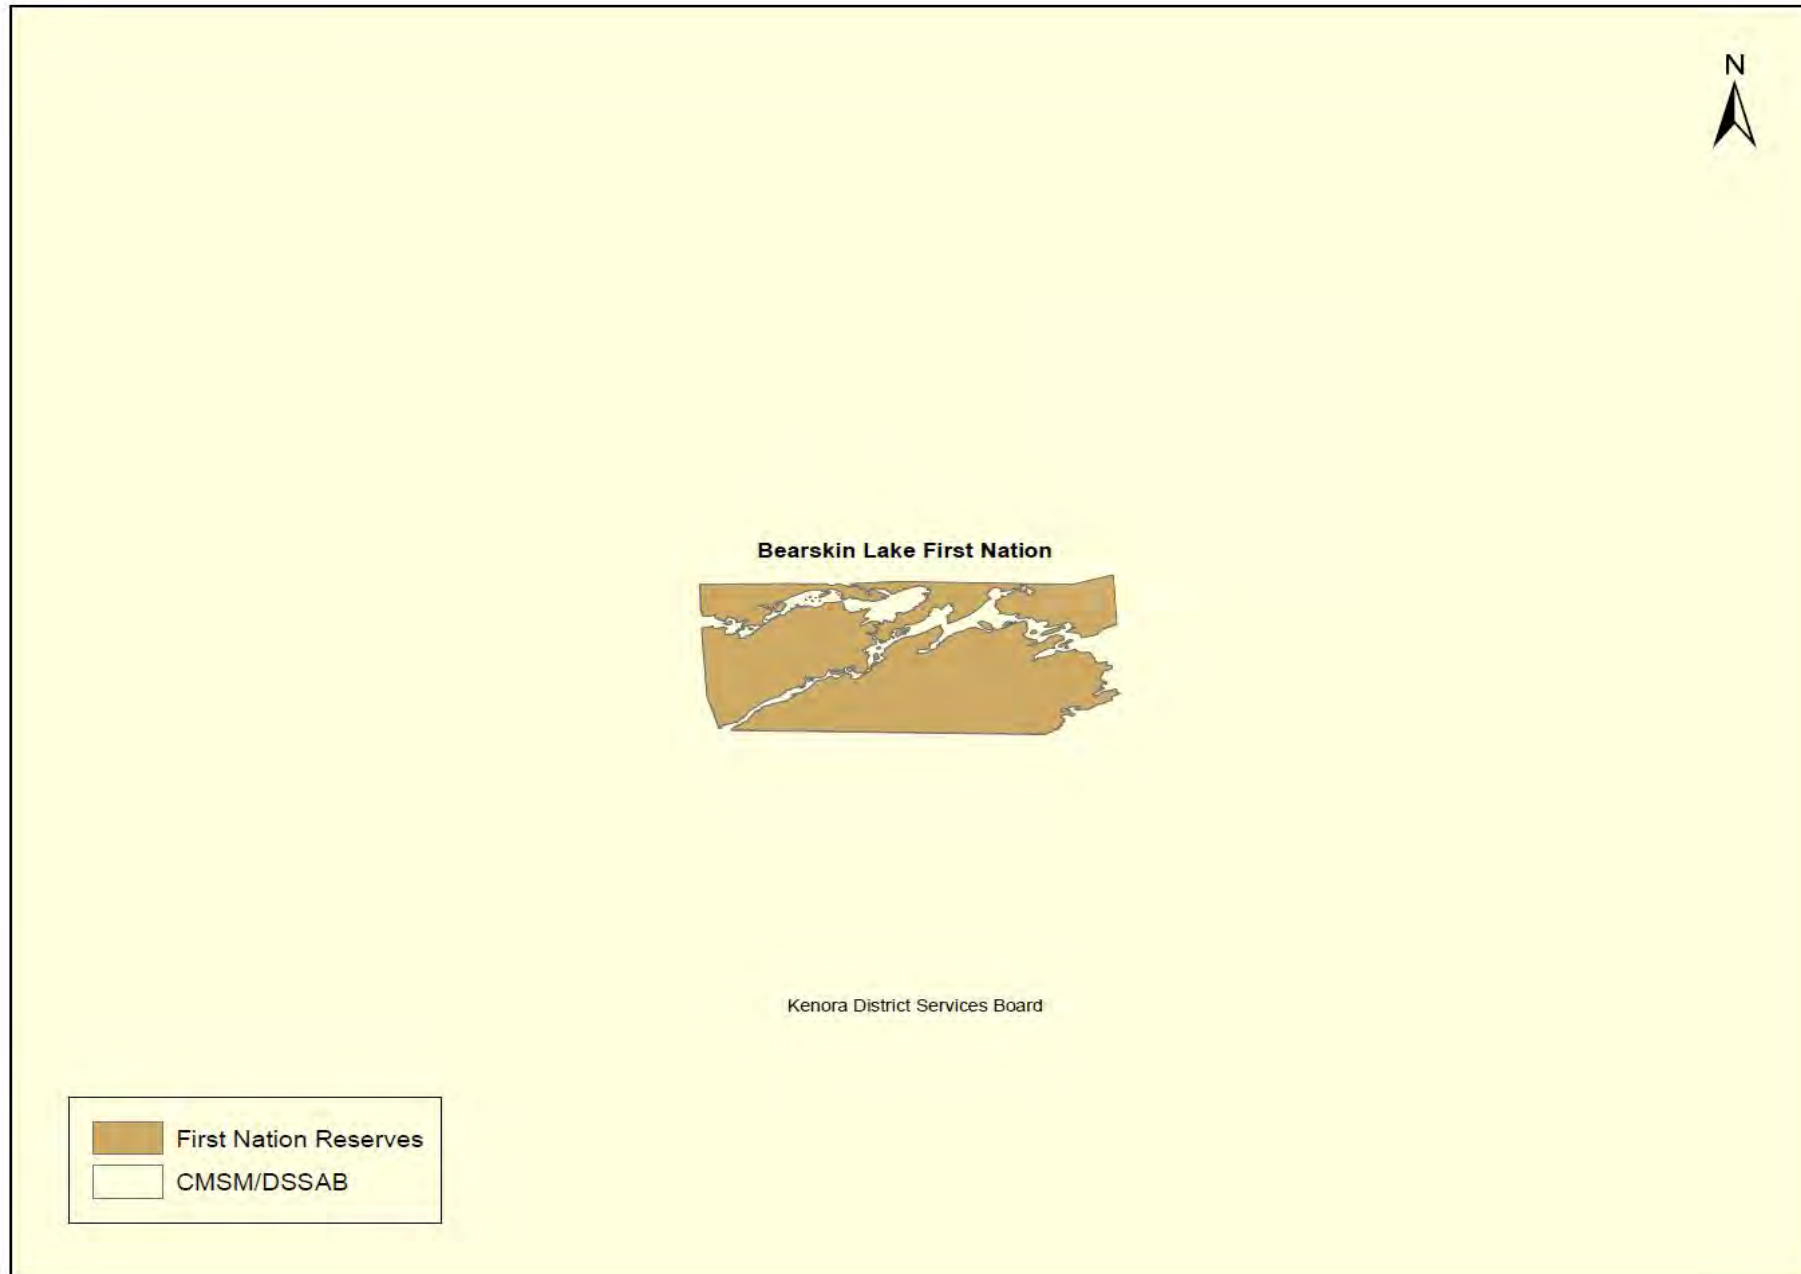 N
Bearskin Lake First Nation
Kenora District Services Board
First Nation Reserves
CMSM/DSSAB